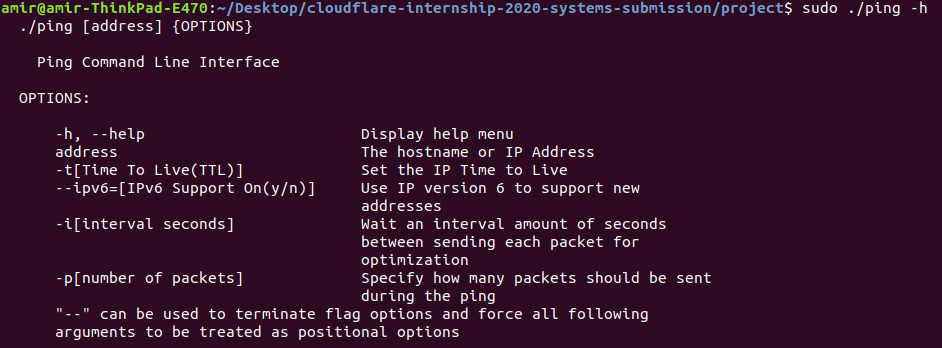 amir@amir-ThinkPad-E470:~/Desktop/cloudflare-internship-2020-systems-submission/project$ sudo ./ping -h
./ping [address] {OPTIONS}
Ping Command Line Interface
OPTIONS:
-h, --help Display help menu
address The hostname or IP Address
-t[Time To Live(TTL)] Set the IP Time to Live
--ipv6=[IPv6 Support On(y/n)] Use IP version 6 to support new
addresses
-i[interval seconds] Wait an interval amount of seconds
between sending each packet for
optimization
-p[number of packets] Specify how many packets should be sent
during the ping
"--" can be used to terminate flag options and force all following
arguments to be treated as positional options